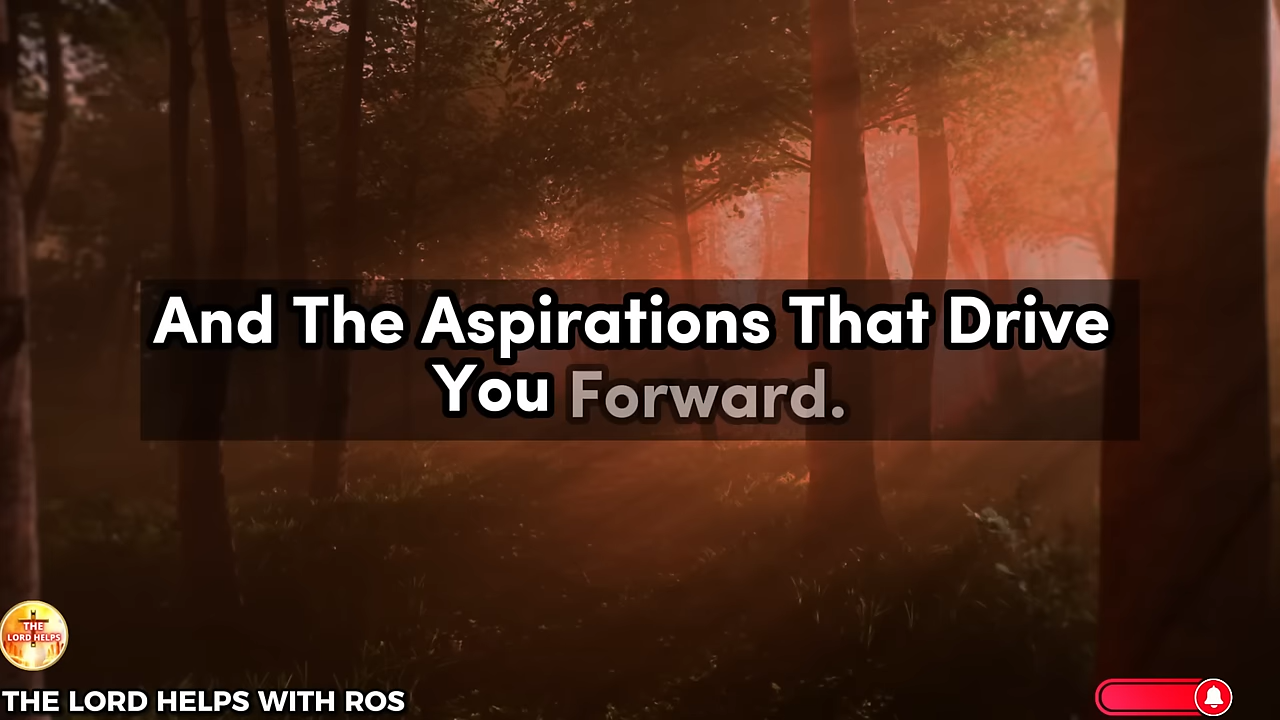 And The Aspirations That Drive
You Forward.
THE
LORD HELPS
THE LORD HELPS WITH ROS